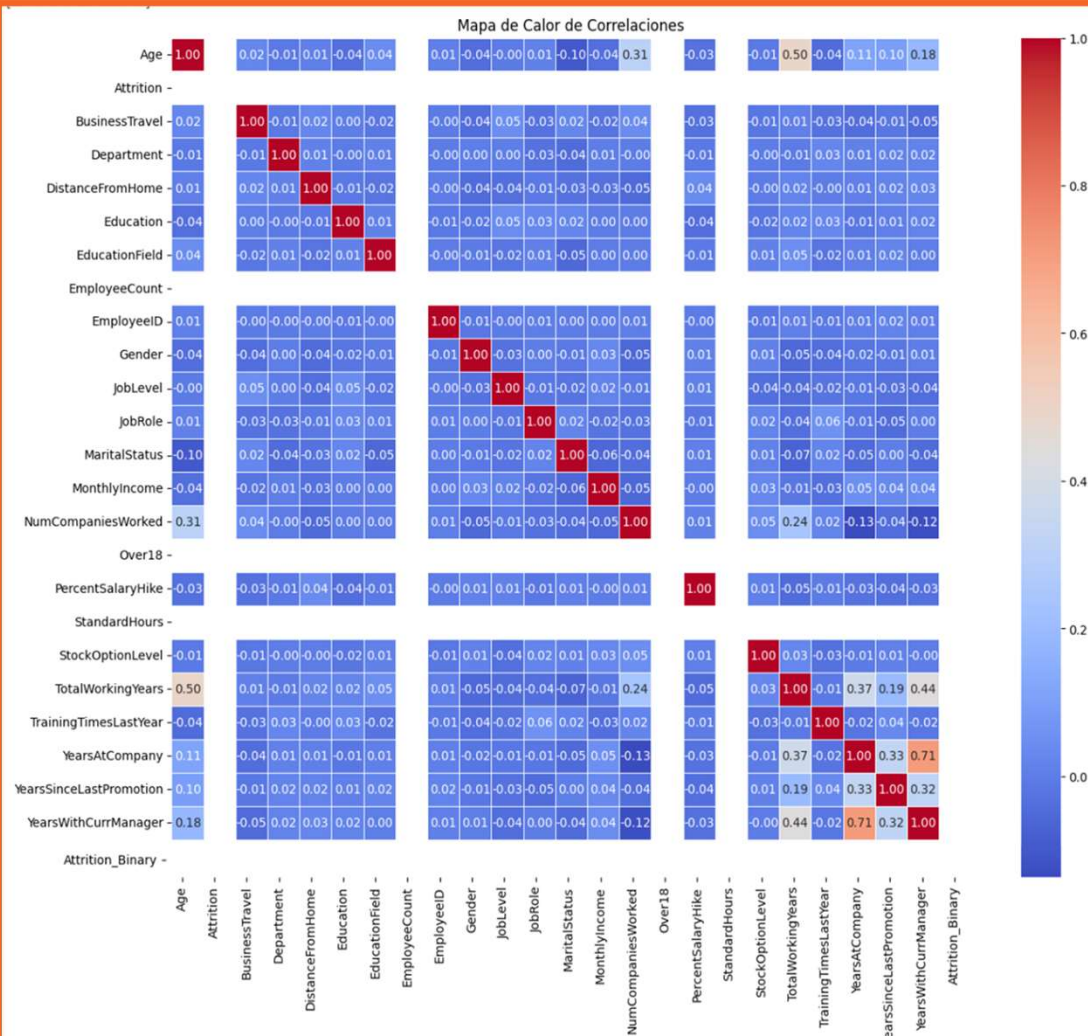 Mapa de Calor de Correlaciones
Age 1.00 0.02 -0.01 0.01 -0.04 0.04 0.01 -0.04 -0.00 0.01 -0.10 -0.04 0.31 -0.03 -0.01 0.50 -0.04 0.11 0.10 0.18
Attrition
BusinessTravel 0.02 1.00 -0.01 0.02 0.00 -0.02 -0.00 -0.04 0.05 -0.03 0.02 -0.02 0.04 -0.03 -0.01 0.01 -0.03 -0.04 -0.01 -0.05
Department -0.01 -0.01 1.00 0.01 -0.00 0.01 -0.00 0.00 0.00 -0.03 -0.04 0.01 -0.00 -0.01 -0.00 -0.01 0.03 0.01 0.02 0.02
DistanceFromHome 0.01 0.02 0.01 1.00 -0.01 -0.02 -0.00 -0.04 -0.04 -0.01 -0.03 -0.03 -0.05 0.04 -0.00 0.02 -0.00 0.01 0.02 0.03
Education -0.04 0.00 -0.00 -0.01 1.00 0.01 -0.01 -0.02 0.05 0.03 0.02 0.00 0.00 -0.04 -0.02 0.02 0.03 -0.01 0.01 0.02
EducationField 0.04 -0.02 0.01 -0.02 0.01 1.00 -0.00 -0.01 -0.02 0.01 -0.05 0.00 0.00 -0.01 0.01 0.05 -0.02 0.01 0.02 0.00
EmployeeCount
EmployeeID 0.01 -0.00 -0.00 -0.00 -0.01 -0.00 1.00 -0.01 -0.00 0.01 0.00 0.00 0.01 -0.00 -0.01 0.01 -0.01 0.01 0.02 0.01
Gender -0.04 -0.04 0.00 -0.04 -0.02 -0.01 -0.01 1.00 -0.03 0.00 -0.01 0.03 -0.05 0.01 0.01 -0.05 -0.04 -0.02 -0.01 0.01
JobLevel -0.00 0.05 0.00 -0.04 0.05 -0.02 -0.00 -0.03 1.00 -0.01 -0.02 0.02 -0.01 0.01 -0.04 -0.04 -0.02 -0.01 -0.03 -0.04
JobRole 0.01 -0.03 -0.03 -0.01 0.03 0.01 0.01 0.00 -0.01 1.00 0.02 -0.02 -0.03 -0.01 0.02 -0.04 0.06 -0.01 -0.05 0.00
MaritalStatus -0.10 0.02 -0.04 -0.03 0.02 -0.05 0.00 -0.01 -0.02 0.02 1.00 -0.06 -0.04 0.01 0.01 -0.07 0.02 -0.05 0.00 -0.04
MonthlyIncome -0.04 -0.02 0.01 -0.03 0.00 0.00 0.00 0.03 0.02 -0.02 -0.06 1.00 -0.05 -0.00 0.03 -0.01 -0.03 0.05 0.04 0.04
NumCompaniesWorked 0.31 0.04 -0.00 -0.05 0.00 0.00 0.01 -0.05 -0.01 -0.03 -0.04 -0.05 1.00 0.01 0.05 0.24 0.02 -0.13 -0.04 -0.12
Over18
PercentSalaryHike -0.03 -0.03 -0.01 0.04 -0.04 -0.01 -0.00 0.01 0.01 -0.01 0.01 -0.00 0.01 1.00 0.01 -0.05 -0.01 -0.03 -0.04 -0.03
StandardHours
StockOptionLevel -0.01 -0.01 -0.00 -0.00 -0.02 0.01 -0.01 0.01 -0.04 0.02 0.01 0.03 0.05 0.01 1.00 0.03 -0.03 -0.01 0.01 -0.00
TotalWorkingYears 0.50 0.01 -0.01 0.02 0.02 0.05 0.01 -0.05 -0.04 -0.04 -0.07 -0.01 0.24 -0.05 0.03 1.00 -0.01 0.37 0.19 0.44
TrainingTimesLastYear -0.04 -0.03 0.03 -0.00 0.03 -0.02 -0.01 -0.04 -0.02 0.06 0.02 -0.03 0.02 -0.01 -0.03 -0.01 1.00 -0.02 0.04 -0.02
YearsAtCompany 0.11 -0.04 0.01 0.01 -0.01 0.01 0.01 -0.02 -0.01 -0.01 -0.05 0.05 -0.13 -0.03 -0.01 0.37 -0.02 1.00 0.33 0.71
YearsSinceLastPromotion 0.10 -0.01 0.02 0.02 0.01 0.02 0.02 -0.01 -0.03 -0.05 0.00 0.04 -0.04 -0.04 0.01 0.19 0.04 0.33 1.00 0.32
YearsWithCurrManager 0.18 -0.05 0.02 0.03 0.02 0.00 0.01 0.01 -0.04 0.00 -0.04 0.04 -0.12 -0.03 -0.00 0.44 -0.02 0.71 0.32 1.00
Attrition_Binary
Age
Attrition
BusinessTravel
Department
DistanceFromHome
Education
EducationField
EmployeeCount
EmployeeID
Gender
JobLevel
JobRole
MaritalStatus
MonthlyIncome
NumCompaniesWorked
Over18
PercentSalaryHike
StandardHours
StockOptionLevel
TotalWorkingYears
TrainingTimesLastYear
YearsAtCompany
YearsSinceLastPromotion
YearsWithCurrManager
Attrition_Binary
1.0
0.8
0.6
0.4
0.2
0.0